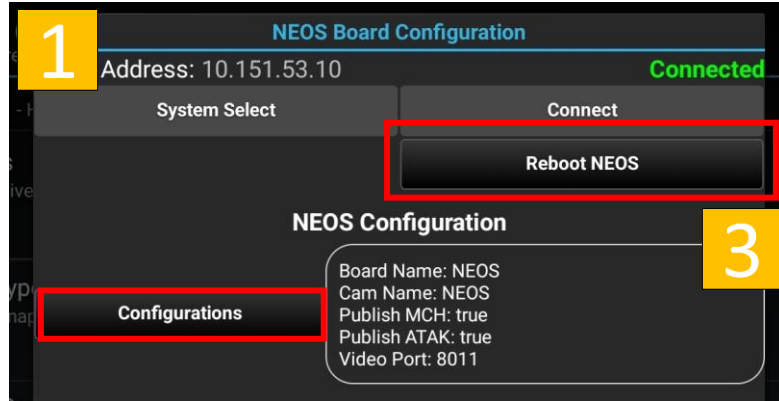 NEOS Board Configuration
1
Address: 10.151.53.10
Connected
System Select
Connect
Reboot NEOS
NEOS Configuration
3
Configurations
Board Name: NEOS
Cam Name: NEOS
Publish MCH: true
Publish ATAK: true
Video Port: 8011